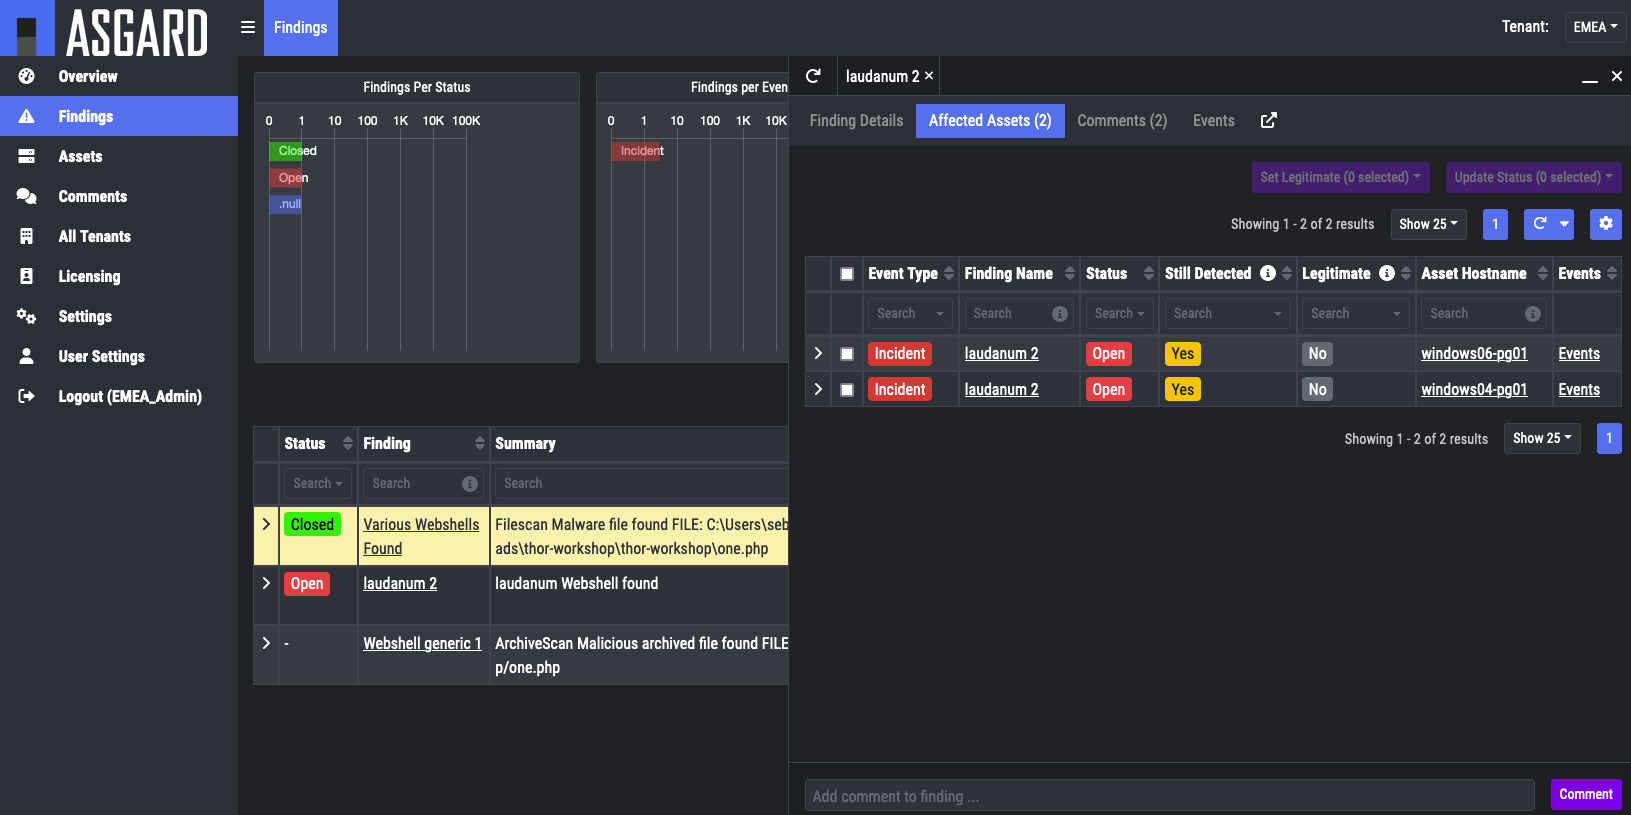 ASGARD
Findings
Tenant:
EMEA
Overview
Findings
Assets
Comments
All Tenants
Licensing
Settings
User Settings
Logout (EMEA_Admin)
Findings Per Status
0 1 10 100 1K 10K 100K
Closed
Open
.null
Findings per Even
0 1 10 100 1K 10K
Incident
Status Finding Summary
Search Search Search
Closed Various Webshells Found Filescan Malware file found FILE: C:\Users\seb
ads\thor-workshop\thor-workshop\one.php
Open laudanum 2 laudanum Webshell found
- Webshell generic 1 ArchiveScan Malicious archived file found FILE
p/one.php
laudanum 2 ×
Finding Details Affected Assets (2) Comments (2) Events
Set Legitimate (0 selected) Update Status (0 selected)
Showing 1 - 2 of 2 results Show 25 1
Event Type Finding Name Status Still Detected Legitimate Asset Hostname Events
Search Search Search Search Search Search
Incident laudanum 2 Open Yes No windows06-pg01 Events
Incident laudanum 2 Open Yes No windows04-pg01 Events
Showing 1 - 2 of 2 results Show 25 1
Add comment to finding ...
Comment